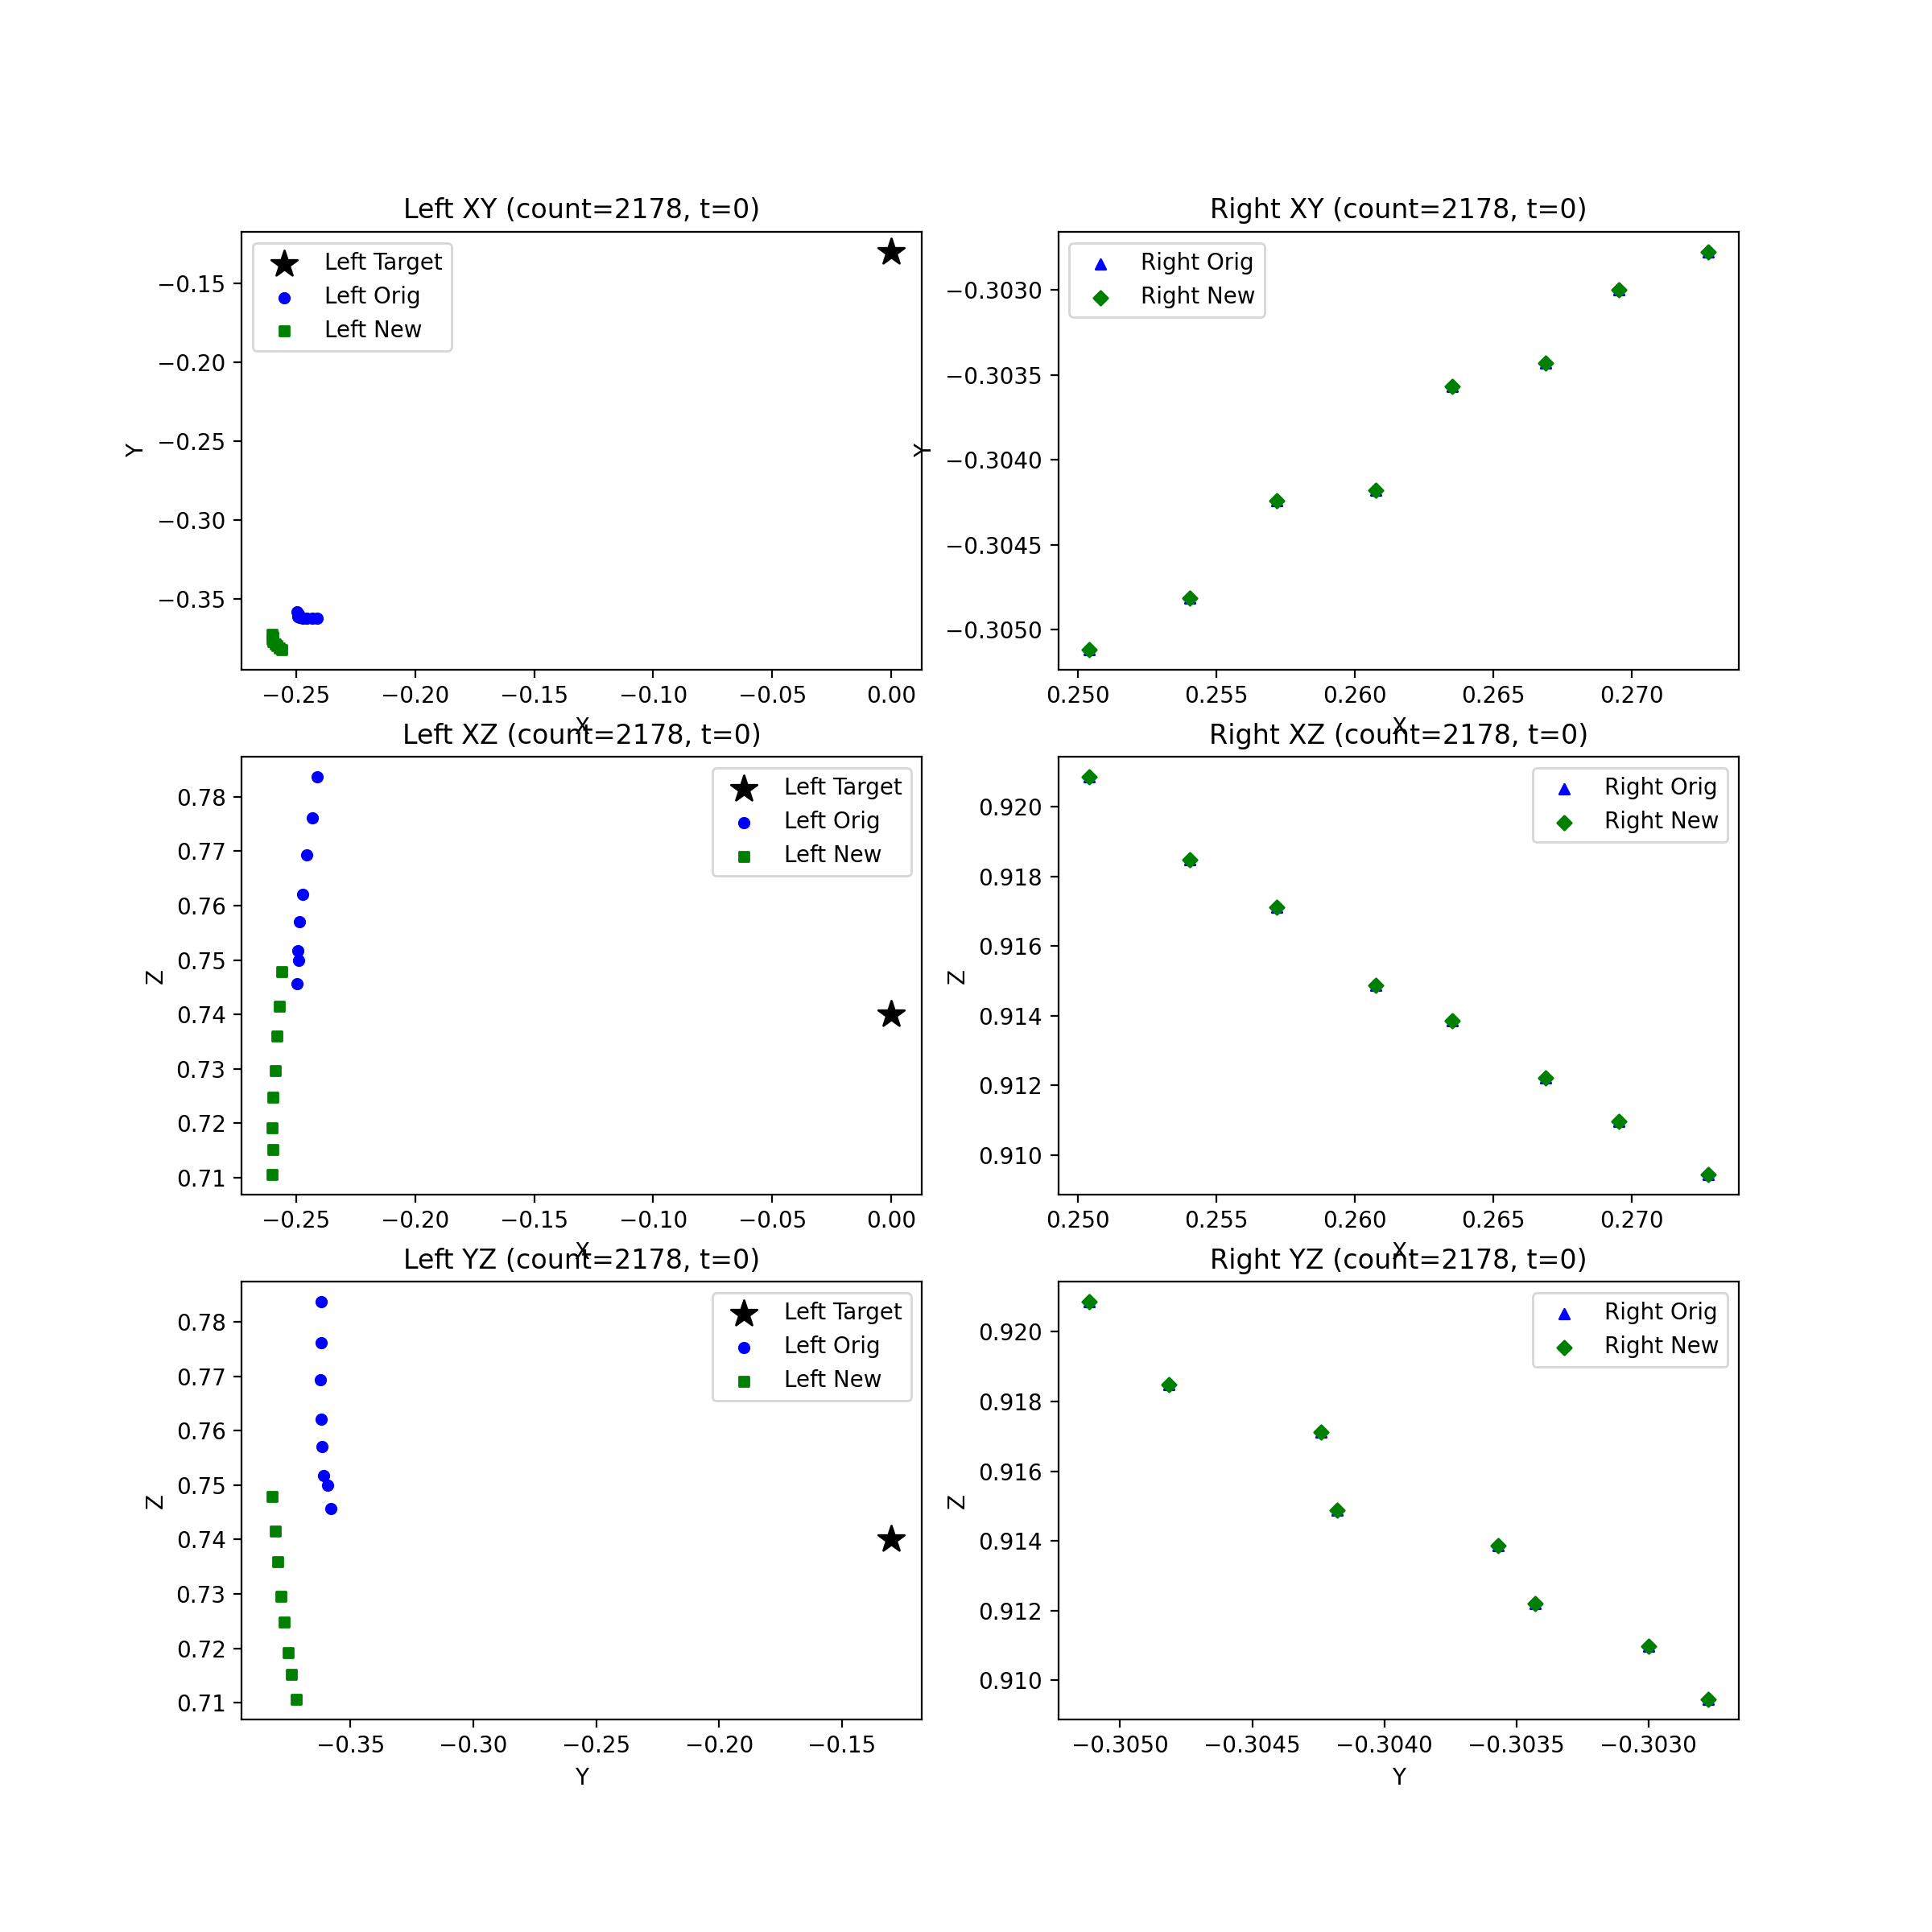 Left XY (count=2178, t=0)
Left Target
Left Orig
Left New
Y
−0.15
−0.20
−0.25
−0.30
−0.35
−0.25
−0.20
−0.15
−0.10
−0.05
0.00
X
Right XY (count=2178, t=0)
Right Orig
Right New
Y
−0.3030
−0.3035
−0.3040
−0.3045
−0.3050
0.250
0.255
0.260
0.265
0.270
X
Left XZ (count=2178, t=0)
Left Target
Left Orig
Left New
Z
0.78
0.77
0.76
0.75
0.74
0.73
0.72
0.71
−0.25
−0.20
−0.15
−0.10
−0.05
0.00
X
Right XZ (count=2178, t=0)
Right Orig
Right New
Z
0.920
0.918
0.916
0.914
0.912
0.910
0.250
0.255
0.260
0.265
0.270
X
Left YZ (count=2178, t=0)
Left Target
Left Orig
Left New
Z
0.78
0.77
0.76
0.75
0.74
0.73
0.72
0.71
−0.35
−0.30
−0.25
−0.20
−0.15
Y
Right YZ (count=2178, t=0)
Right Orig
Right New
Z
0.920
0.918
0.916
0.914
0.912
0.910
−0.3050
−0.3045
−0.3040
−0.3035
−0.3030
Y